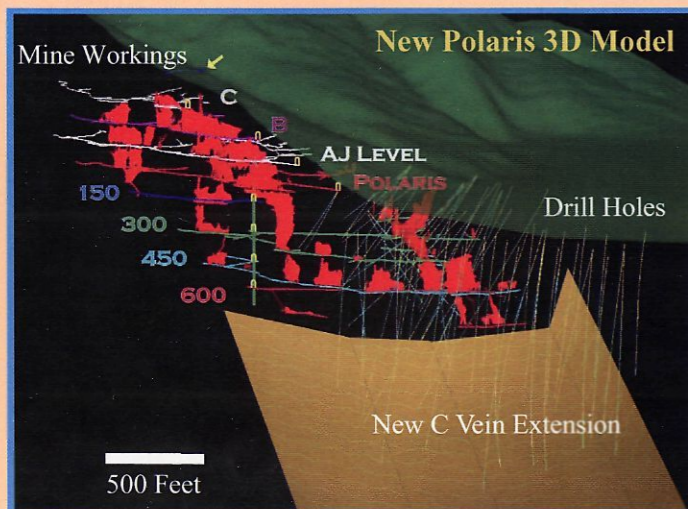 New Polaris 3D Model
Mine Workings
C
B
AJ LEVEL
POLARIS
150
Drill Holes
300
450
600
New C Vein Extension
500 Feet